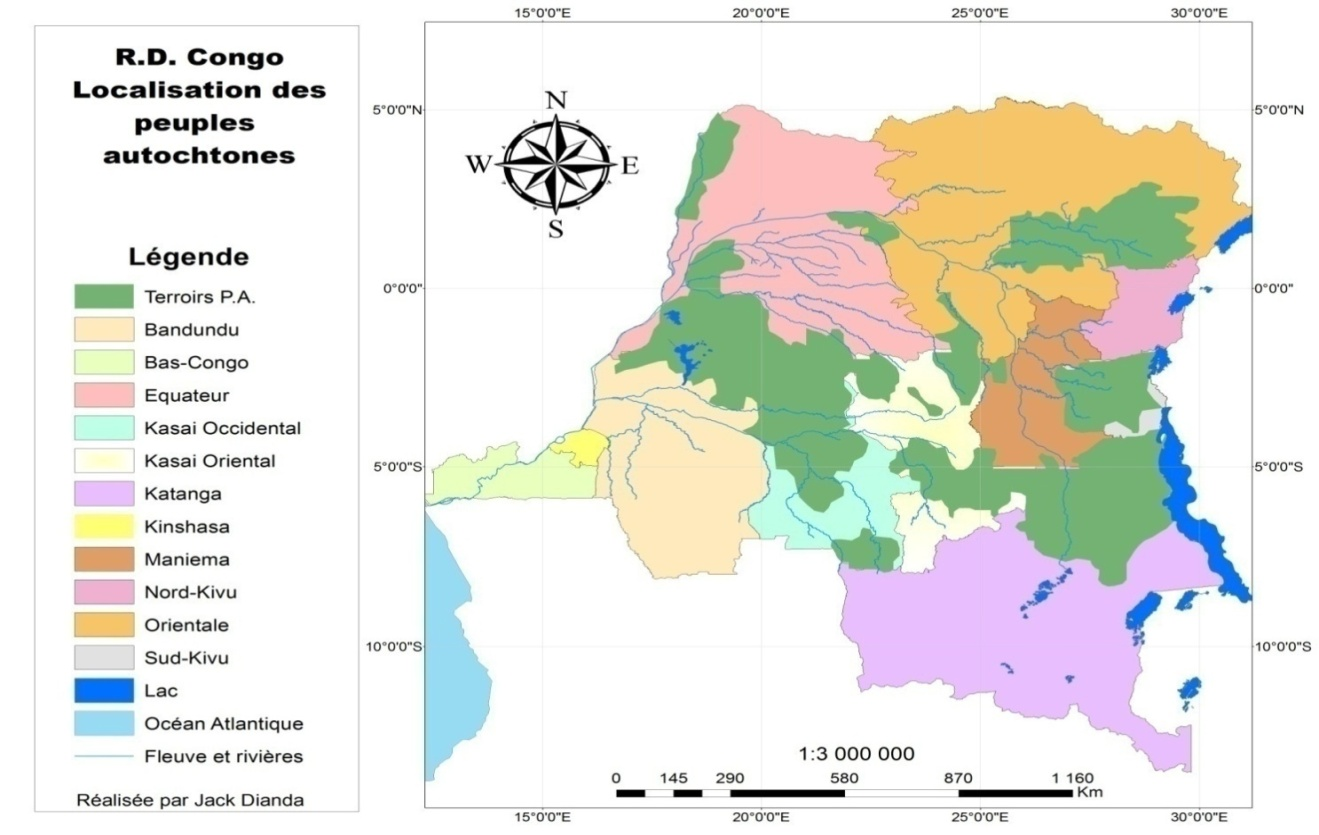 R.D. Congo
Localisation des
peuples
autochtones
Légende
Terroirs P.A.
Bandundu
Bas-Congo
Equateur
Kasai Occidental
Kasai Oriental
Katanga
Kinshasa
Maniema
Nord-Kivu
Orientale
Sud-Kivu
Lac
Océan Atlantique
Fleuve et rivières
Réalisée par Jack Dianda
15°0'0"E 20°0'0"E 25°0'0"E 30°0'0"E
N
W E
S
5°0'0"N 5°0'0"N
0°0'0" 0°0'0"
5°0'0"S 5°0'0"S
10°0'0"S 10°0'0"S
1:3 000 000
0 145 290 580 870 1 160
Km
15°0'0"E 20°0'0"E 25°0'0"E 30°0'0"E